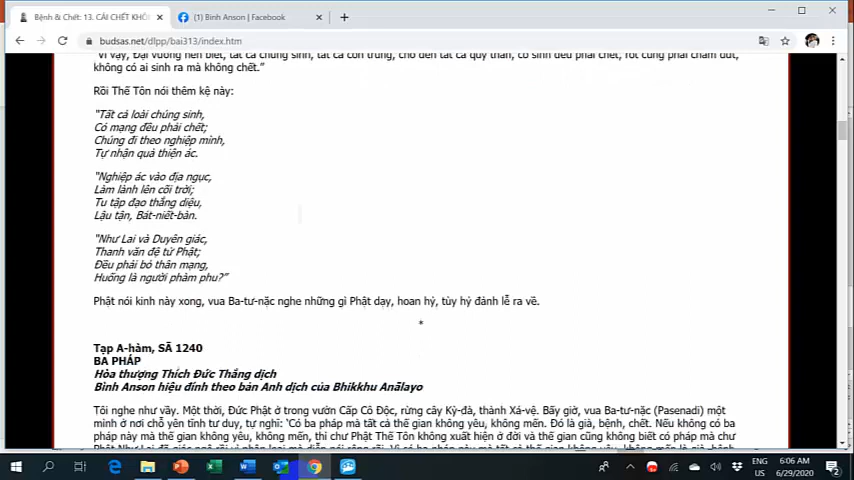 Bệnh & Chết: 13. CÁI CHẾT KHÔ
(1) Binh Anson | Facebook
budsas.net/dlpp/bai313/index.htm
"Vì vậy, Đại vương nên biết, tất cả chúng sinh, tất cả côn trùng, cho đến tất cả quỷ thần, có sinh đều phải chết, rốt cùng phải chấm dứt,
không có ai sinh ra mà không chết."
Rồi Thế Tôn nói thêm kệ này:
"Tất cả loài chúng sinh,
Có mạng đều phải chết;
Chúng đi theo nghiệp mình,
Tự nhận quả thiện ác.
"Nghiệp ác vào địa ngục,
Làm lành lên cõi trời;
Tu tập đạo thắng diệu,
Lậu tận, Bát-niết-bàn.
"Như Lai và Duyên giác,
Thanh văn đệ tử Phật;
Đều phải bỏ thân mạng,
Huống là người phàm phu?"
Phật nói kinh này xong, vua Ba-tư-nặc nghe những gì Phật dạy, hoan hỷ, tùy hỷ đảnh lễ ra về.
*
Tạp A-hàm, SĀ 1240
BA PHÁP
Hòa thượng Thích Đức Thắng dịch
Bình Anson hiệu đính theo bản Anh dịch của Bhikkhu Anālayo
Tôi nghe như vầy. Một thời, Đức Phật ở trong vườn Cấp Cô Độc, rừng cây Kỳ-đà, thành Xá-vệ. Bấy giờ, vua Ba-tư-nặc (Pasenadi) một
mình ở nơi chỗ yên tĩnh tư duy, tự nghĩ: 'Có ba pháp mà tất cả thế gian không yêu, không mến. Đó là già, bệnh, chết. Nếu không có ba
pháp này mà thế gian không yêu, không mến, thì chư Phật Thế Tôn không xuất hiện ở đời và thế gian cũng không biết có pháp mà chư
ENG
US
6:06 AM
6/29/2020
2